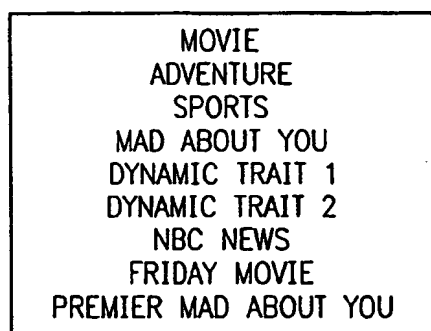 MOVIE
ADVENTURE
SPORTS
MAD ABOUT YOU
DYNAMIC TRAIT 1
DYNAMIC TRAIT 2
NBC NEWS
FRIDAY MOVIE
PREMIER MAD ABOUT YOU